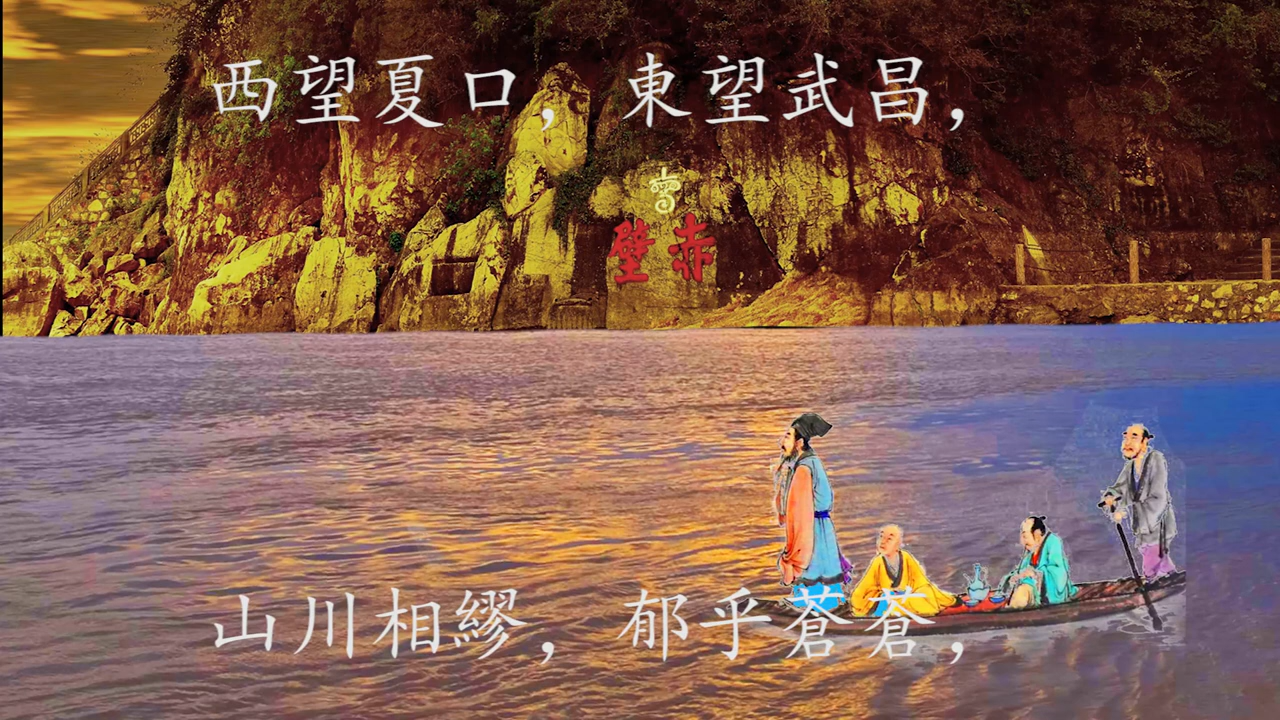 西望夏口，東望武昌，
赤壁
山川相繆，郁乎蒼蒼，